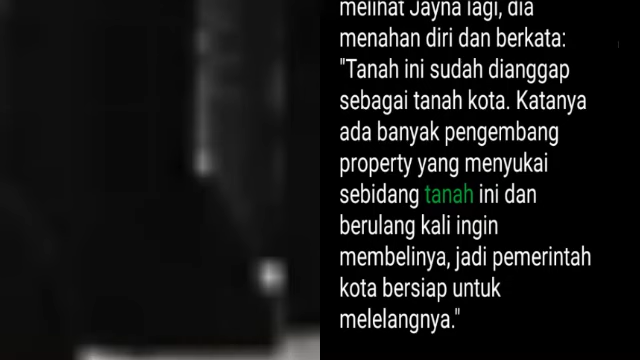 melihat Jayna lagi, dia
menahan diri dan berkata:
"Tanah ini sudah dianggap
sebagai tanah kota. Katanya
ada banyak pengembang
property yang menyukai
sebidang tanah ini dan
berulang kali ingin
membelinya, jadi pemerintah
kota bersiap untuk
melelangnya."